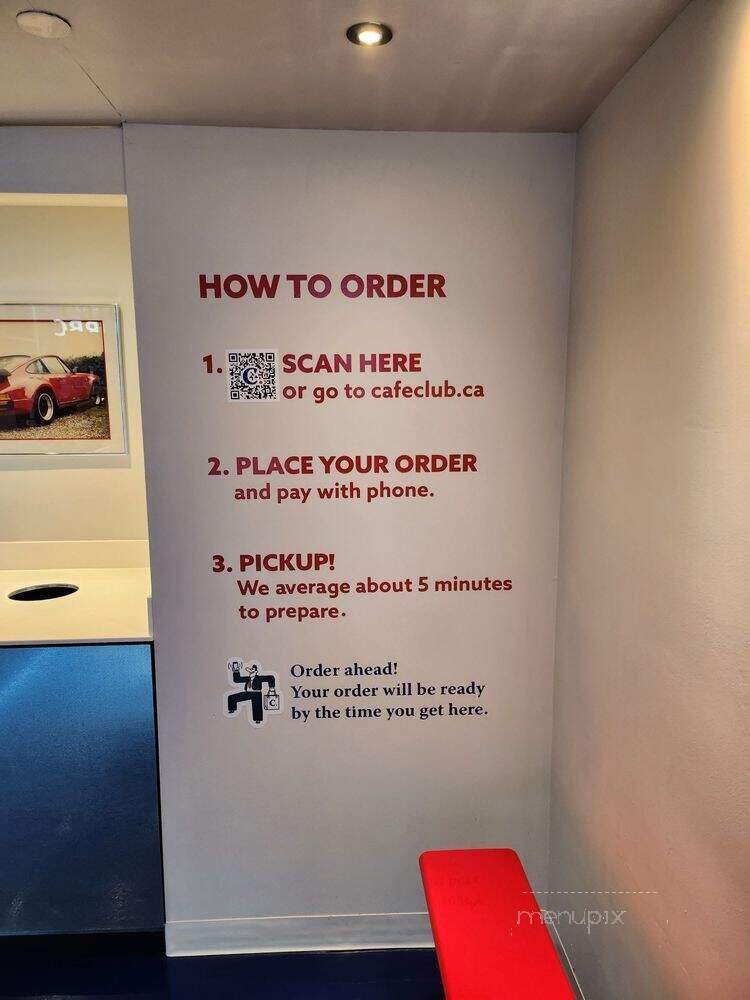 HOW TO ORDER
1. SCAN HERE
or go to cafeclub.ca
2. PLACE YOUR ORDER
and pay with phone.
3. PICKUP!
We average about 5 minutes
to prepare.
Order ahead!
Your order will be ready
by the time you get here.
menupix